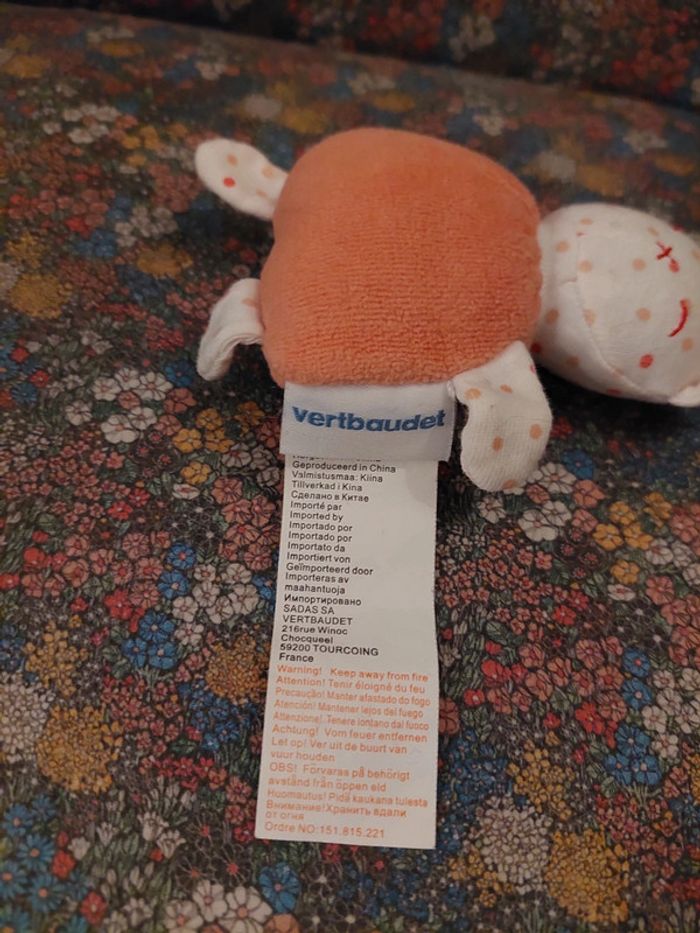 vertbaudet
Geproduceerd in China
Valmistusmaa: Kiina
Tillverkad i Kina
Сделано в Китае
Importé par
Imported by
Importado por
Importado por
Importato da
Importiert von
Geïmporteerd door
Importeras av
maahantuoja
Импортировано
SADAS SA
VERTBAUDET
216rue Winoc
Chocqueel
59200 TOURCOING
France
Warning! Keep away from fire
Attention! Tenir éloigné du feu
Precaução! Manter afastado do fogo
Atención! Mantener lejos del fuego
Attenzione! Tenere lontano dal fuoco
Achtung! Vom feuer entfernen
Let op! Ver uit de buurt van
vuur houden
OBS! Förvaras på behörigt
avstånd från öppen eld
Huomautus! Pidä kaukana tulesta
Внимание!Хранить вдали
от огня
Ordre NO:151.815.221